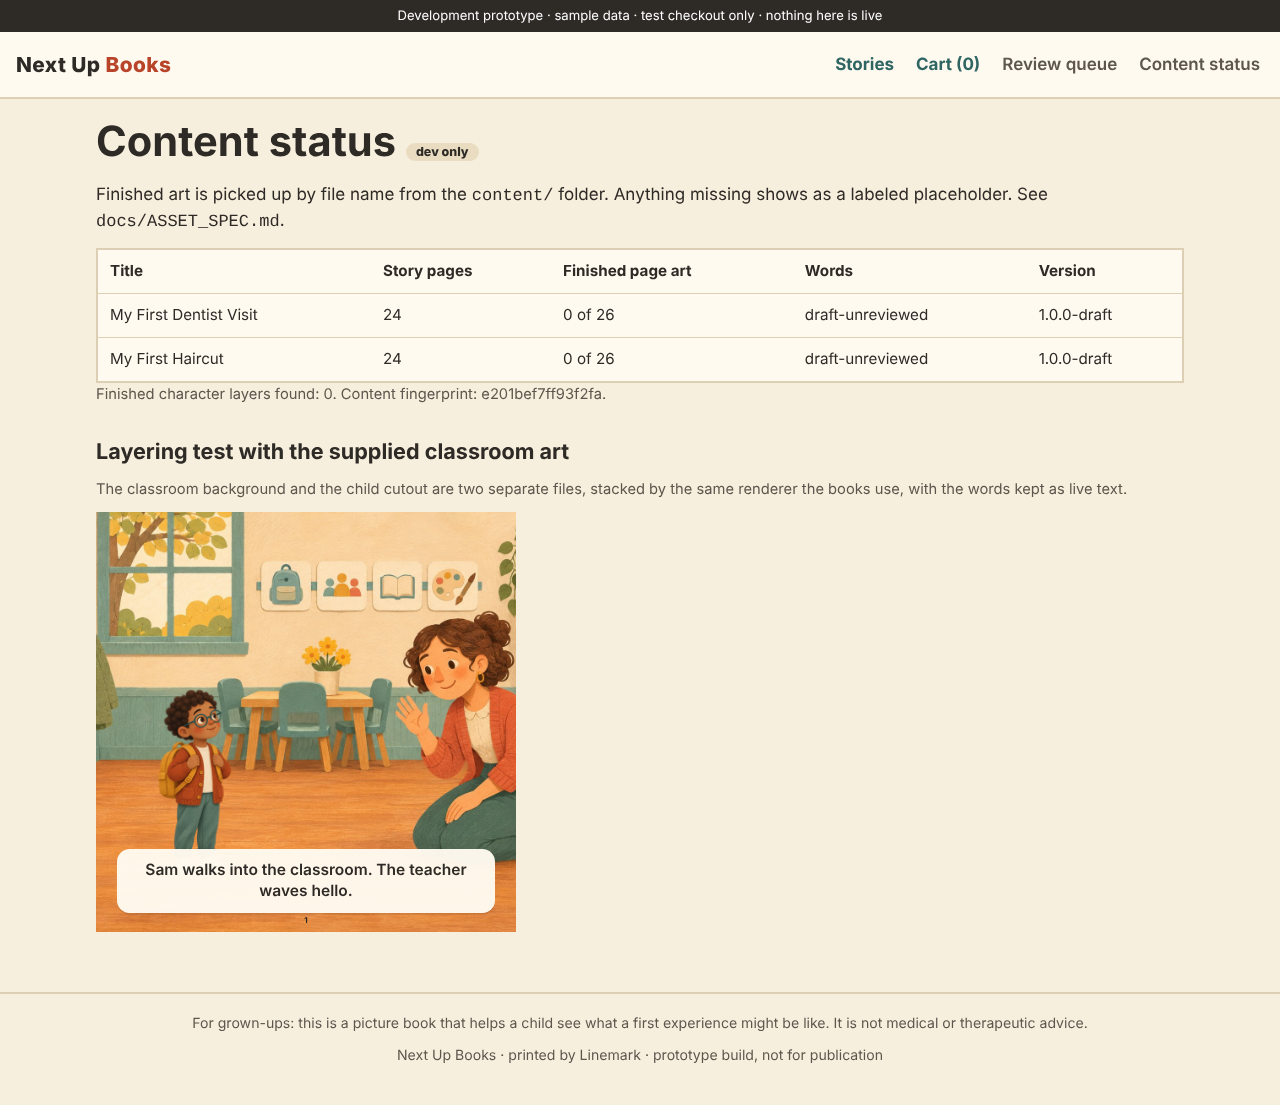 Development prototype · sample data · test checkout only · nothing here is live
Next Up Books
Stories Cart (0) Review queue Content status
Content status dev only
Finished art is picked up by file name from the content/ folder. Anything missing shows as a labeled placeholder. See
docs/ASSET_SPEC.md.
Title Story pages Finished page art Words Version
My First Dentist Visit 24 0 of 26 draft-unreviewed 1.0.0-draft
My First Haircut 24 0 of 26 draft-unreviewed 1.0.0-draft
Finished character layers found: 0. Content fingerprint: e201bef7ff93f2fa.
Layering test with the supplied classroom art
The classroom background and the child cutout are two separate files, stacked by the same renderer the books use, with the words kept as live text.
Sam walks into the classroom. The teacher
waves hello.
1
For grown-ups: this is a picture book that helps a child see what a first experience might be like. It is not medical or therapeutic advice.
Next Up Books · printed by Linemark · prototype build, not for publication